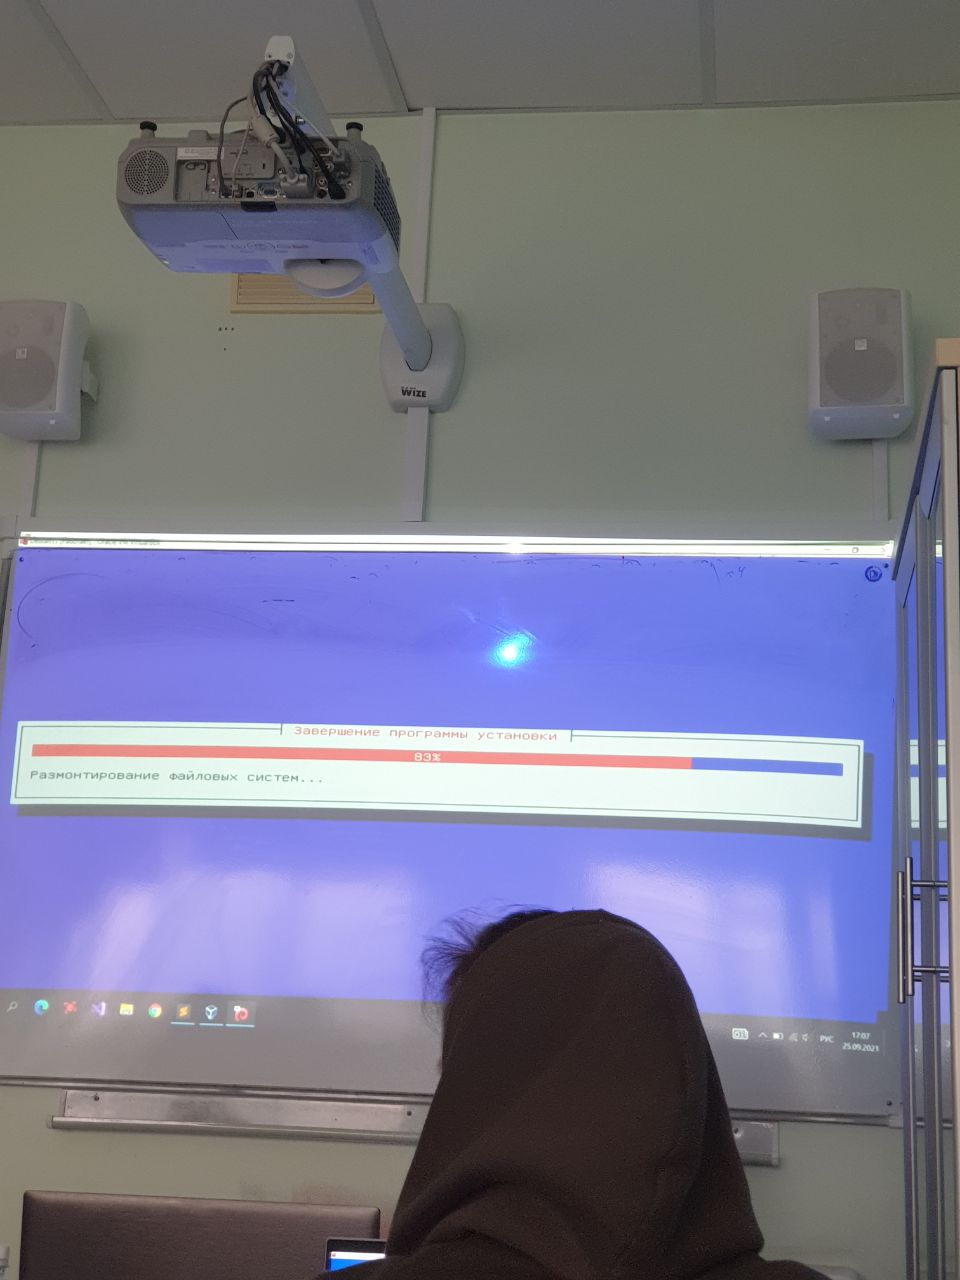 WIZE
Завершение программы установки
83%
Размонтирование файловых систем...
РУС
17:07
25.09.2021